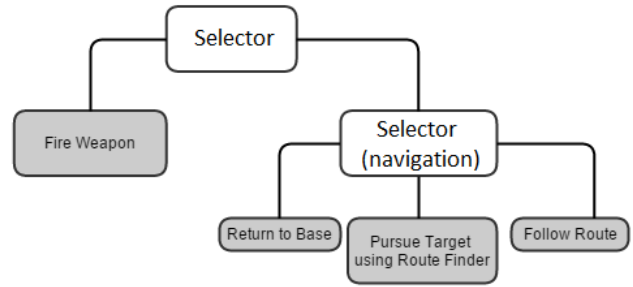 Selector
Fire Weapon
Selector
(navigation)
Return to Base
Pursue Target
using Route Finder
Follow Route